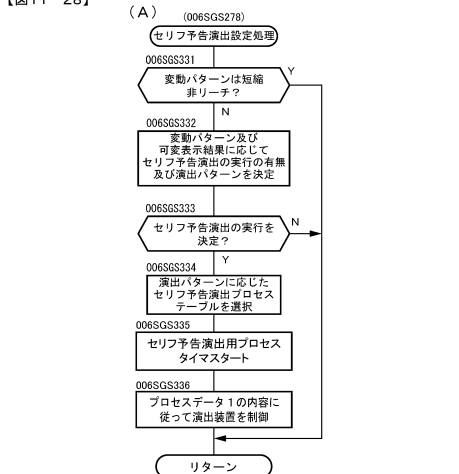 【図11-28】
(A)
(006SGS278)
セリフ予告演出設定処理
006SGS331
変動パターンは短縮
非リーチ?
Y
N
006SGS332
変動パターン及び
可変表示結果に応じて
セリフ予告演出の実行の有無
及び演出パターンを決定
006SGS333
セリフ予告演出の実行を
決定?
N
Y
006SGS334
演出パターンに応じた
セリフ予告演出プロセス
テーブルを選択
006SGS335
セリフ予告演出用プロセス
タイマスタート
006SGS336
プロセスデータ1の内容に
従って演出装置を制御
リターン